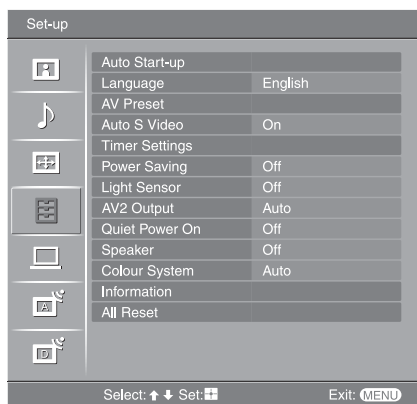 Set-up
Auto Start-up
Language English
AV Preset
Auto S Video On
Timer Settings
Power Saving Off
Light Sensor Off
AV2 Output Auto
Quiet Power On Off
Speaker Off
Colour System Auto
Information
All Reset
A
D
Select: Set: Exit: MENU